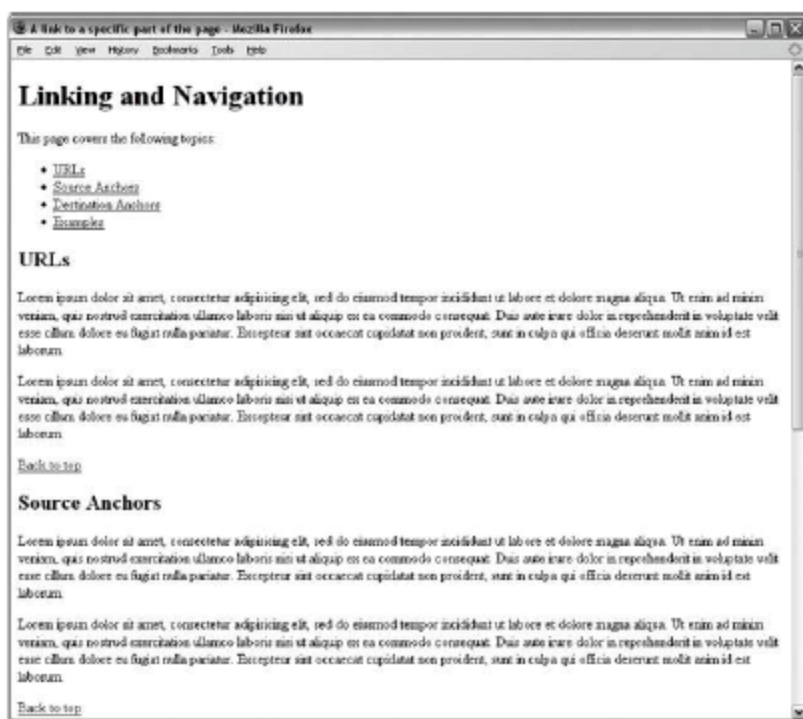 A link to a specific part of the page - Mozilla Firefox
File Edit View History Bookmarks Tools Help
Linking and Navigation
This page covers the following topics:
• URLs
• Source Anchors
• Destination Anchors
• Examples
URLs
Lorem ipsum dolor sit amet, consectetur adipisicing elit, sed do eiusmod tempor incididunt ut labore et dolore magna aliqua. Ut enim ad minim
veniam, quis nostrud exercitation ullamco laboris nisi ut aliquip ex ea commodo consequat. Duis aute irure dolor in reprehenderit in voluptate velit
esse cillum dolore eu fugiat nulla pariatur. Excepteur sint occaecat cupidatat non proident, sunt in culpa qui officia deserunt mollit anim id est
laborum.
Lorem ipsum dolor sit amet, consectetur adipisicing elit, sed do eiusmod tempor incididunt ut labore et dolore magna aliqua. Ut enim ad minim
veniam, quis nostrud exercitation ullamco laboris nisi ut aliquip ex ea commodo consequat. Duis aute irure dolor in reprehenderit in voluptate velit
esse cillum dolore eu fugiat nulla pariatur. Excepteur sint occaecat cupidatat non proident, sunt in culpa qui officia deserunt mollit anim id est
laborum.
Back to top
Source Anchors
Lorem ipsum dolor sit amet, consectetur adipisicing elit, sed do eiusmod tempor incididunt ut labore et dolore magna aliqua. Ut enim ad minim
veniam, quis nostrud exercitation ullamco laboris nisi ut aliquip ex ea commodo consequat. Duis aute irure dolor in reprehenderit in voluptate velit
esse cillum dolore eu fugiat nulla pariatur. Excepteur sint occaecat cupidatat non proident, sunt in culpa qui officia deserunt mollit anim id est
laborum.
Lorem ipsum dolor sit amet, consectetur adipisicing elit, sed do eiusmod tempor incididunt ut labore et dolore magna aliqua. Ut enim ad minim
veniam, quis nostrud exercitation ullamco laboris nisi ut aliquip ex ea commodo consequat. Duis aute irure dolor in reprehenderit in voluptate velit
esse cillum dolore eu fugiat nulla pariatur. Excepteur sint occaecat cupidatat non proident, sunt in culpa qui officia deserunt mollit anim id est
laborum.
Back to top